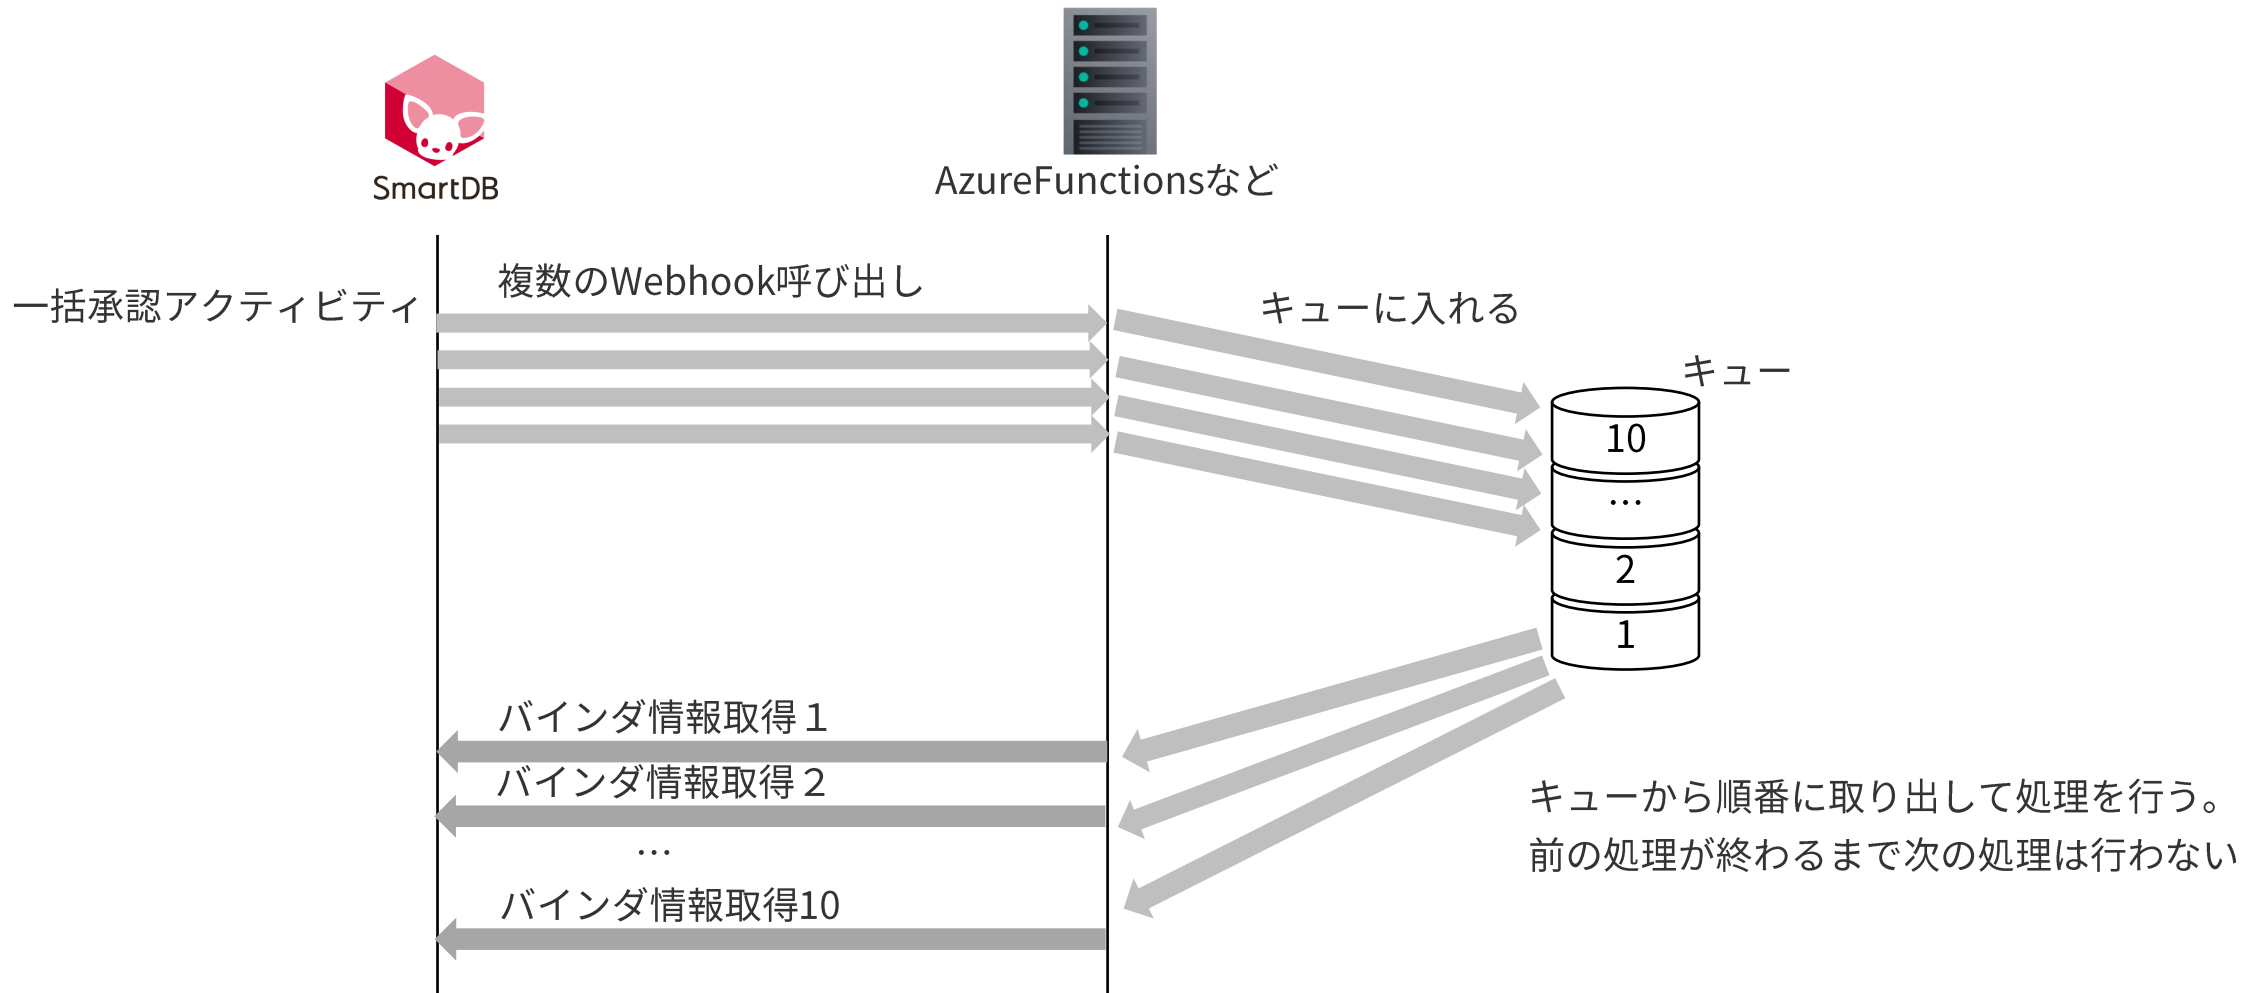 SmartDB
AzureFunctionsなど
複数のWebhook呼び出し
一括承認アクティビティ
キューに入れる
キュー
10
…
2
1
バインダ情報取得１
バインダ情報取得２
…
バインダ情報取得10
キューから順番に取り出して処理を行う。
前の処理が終わるまで次の処理は行わない